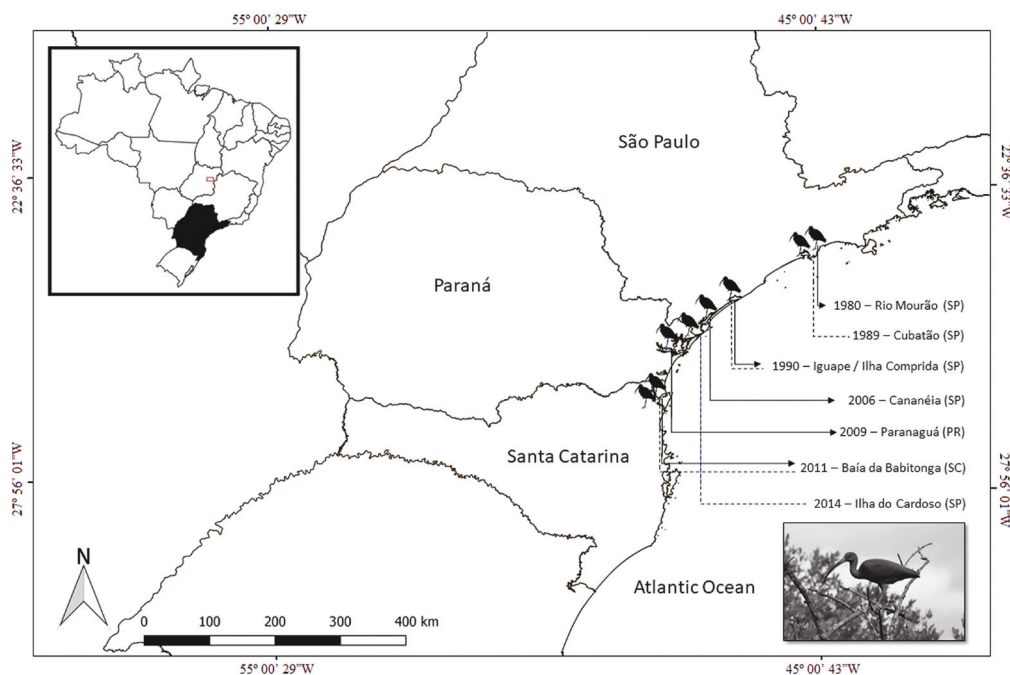 55° 00' 29”W
45° 00' 43”W
22° 36' 33”W
22° 36' 33”W
São Paulo
Paraná
1980 – Rio Mourão (SP)
1989 – Cubatão (SP)
1990 – Iguape / Ilha Comprida (SP)
2006 – Cananéia (SP)
2009 – Paranaguá (PR)
Santa Catarina
2011 – Baía da Babitonga (SC)
27° 56' 01”W
27° 56' 01”W
2014 – Ilha do Cardoso (SP)
N
Atlantic Ocean
0 100 200 300 400 km
55° 00' 29”W
45° 00' 43”W